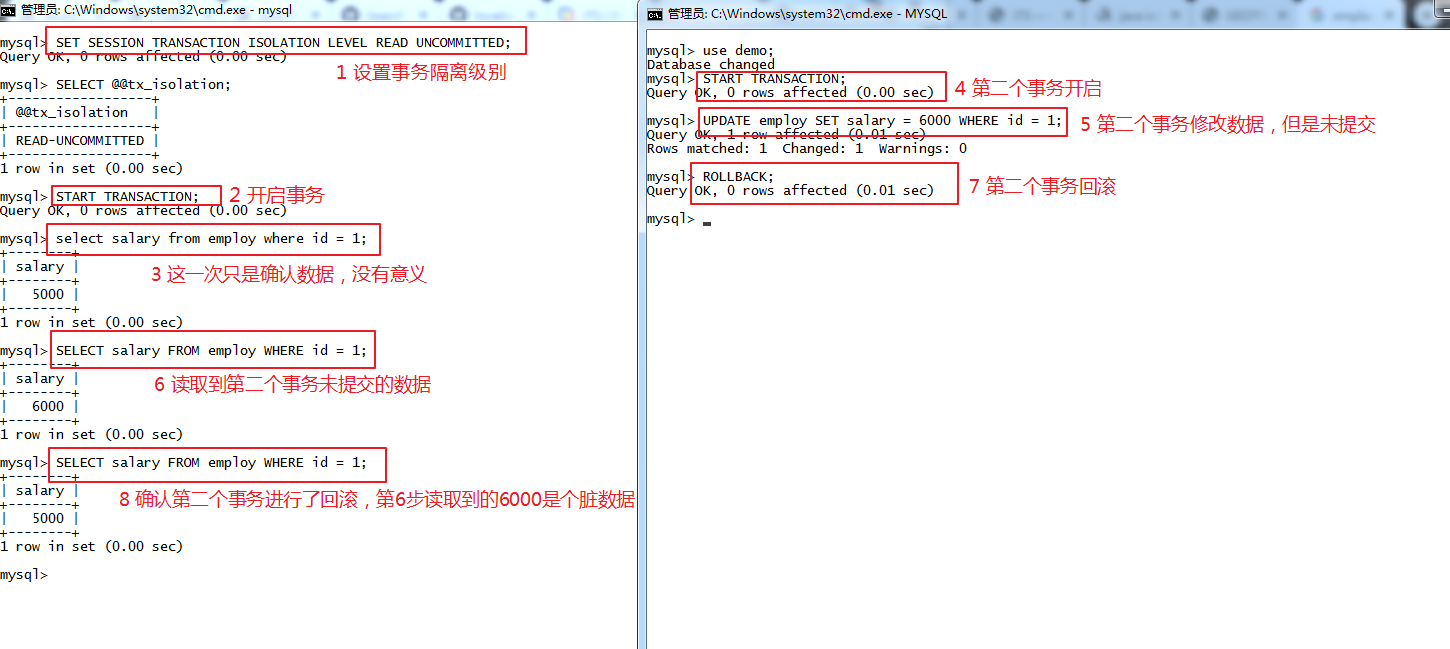 管理员: C:\Windows\system32\cmd.exe - mysql
mysql> SET SESSION TRANSACTION ISOLATION LEVEL READ UNCOMMITTED;
Query OK, 0 rows affected (0.00 sec)
1 设置事务隔离级别
mysql> SELECT @@tx_isolation;
+------------------+
| @@tx_isolation   |
+------------------+
| READ-UNCOMMITTED |
+------------------+
1 row in set (0.00 sec)
mysql> START TRANSACTION;
2 开启事务
Query OK, 0 rows affected (0.00 sec)
mysql> select salary from employ where id = 1;
+--------+
| salary |
+--------+
|   5000 |
+--------+
3 这一次只是确认数据，没有意义
1 row in set (0.00 sec)
mysql> SELECT salary FROM employ WHERE id = 1;
+--------+
| salary |
+--------+
|   6000 |
+--------+
6 读取到第二个事务未提交的数据
1 row in set (0.00 sec)
mysql> SELECT salary FROM employ WHERE id = 1;
+--------+
| salary |
+--------+
|   5000 |
+--------+
8 确认第二个事务进行了回滚，第6步读取到的6000是个脏数据
1 row in set (0.00 sec)
mysql>
管理员: C:\Windows\system32\cmd.exe - MYSQL
mysql> use demo;
Database changed
mysql> START TRANSACTION;
Query OK, 0 rows affected (0.00 sec)
4 第二个事务开启
mysql> UPDATE employ SET salary = 6000 WHERE id = 1;
5 第二个事务修改数据，但是未提交
Query OK, 1 row affected (0.01 sec)
Rows matched: 1  Changed: 1  Warnings: 0
mysql> ROLLBACK;
Query OK, 0 rows affected (0.01 sec)
7 第二个事务回滚
mysql>